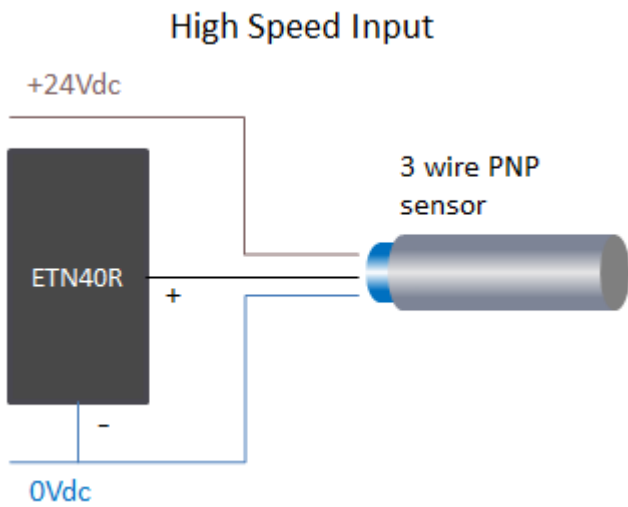 High Speed Input
+24Vdc
3 wire PNP
sensor
ETN40R
+
-
0Vdc